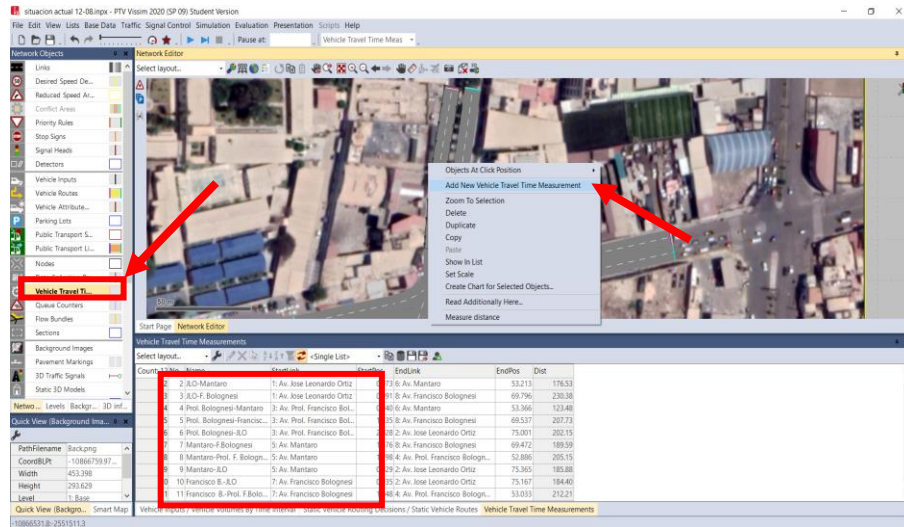 situacion actual 12-08.inpx - PTV Vissim 2020 (SP 09) Student Version
File Edit View Lists Base Data Traffic Signal Control Simulation Evaluation Presentation Scripts Help
Pause at: Vehicle Travel Time Meas
Network Objects
Network Editor
Select layout...
Links
Desired Speed De...
Reduced Speed Ar...
Conflict Areas
Priority Rules
Stop Signs
Signal Heads
Detectors
Vehicle Inputs
Vehicle Routes
Vehicle Attribute...
Parking Lots
Public Transport S...
Public Transport Li...
Nodes
Vehicle Travel Ti...
Queue Counters
Flow Bundles
Sections
Background Images
Pavement Markings
3D Traffic Signals
Static 3D Models
Netwo... Levels Backgr... 3D inf...
Objects At Click Position
Add New Vehicle Travel Time Measurement
Zoom To Selection
Delete
Duplicate
Copy
Paste
Show In List
Set Scale
Create Chart for Selected Objects...
Read Additionally Here...
Measure distance
50 m
Start Page Network Editor
Vehicle Travel Time Measurements
Select layout... <Single List>
No Name StartLink StartPos EndLink EndPos Dist
2 JLO-Mantaro 1: Av. Jose Leonardo Ortiz 6: Av. Mantaro 53.213 176.53
3 JLO-F. Bolognesi 1: Av. Jose Leonardo Ortiz 8: Av. Francisco Bolognesi 69.796 230.38
4 Prol. Bolognesi-Mantaro 3: Av. Prol. Francisco Bol... 6: Av. Mantaro 53.366 123.48
5 Prol. Bolognesi-Francisc... 3: Av. Prol. Francisco Bol... 8: Av. Francisco Bolognesi 69.537 207.73
6 Prol. Bolognesi-JLO 3: Av. Prol. Francisco Bol... 2: Av. Jose Leonardo Ortiz 75.001 202.15
7 Mantaro-F.Bolognesi 5: Av. Mantaro 8: Av. Francisco Bolognesi 69.472 189.59
8 Mantaro-Prol. F. Bologn... 5: Av. Mantaro 4: Av. Prol. Francisco Bologn... 52.886 205.15
9 Mantaro-JLO 5: Av. Mantaro 2: Av. Jose Leonardo Ortiz 75.365 185.88
10 Francisco B.-JLO 7: Av. Francisco Bolognesi 2: Av. Jose Leonardo Ortiz 75.167 184.40
11 Francisco B.-Prol. F.Bolo... 7: Av. Francisco Bolognesi 4: Av. Prol. Francisco Bologn... 53.033 212.21
Quick View (Background Ima...
PathFilename Back.png
CoordBLPt -10866759.97...
Width 453.398
Height 293.629
Level 1: Base
Quick View (Backgro... Smart Map
Vehicle Inputs / Vehicle Volumes By Time Interval Static Vehicle Routing Decisions / Static Vehicle Routes Vehicle Travel Time Measurements
-10866531.8:-2551511.3